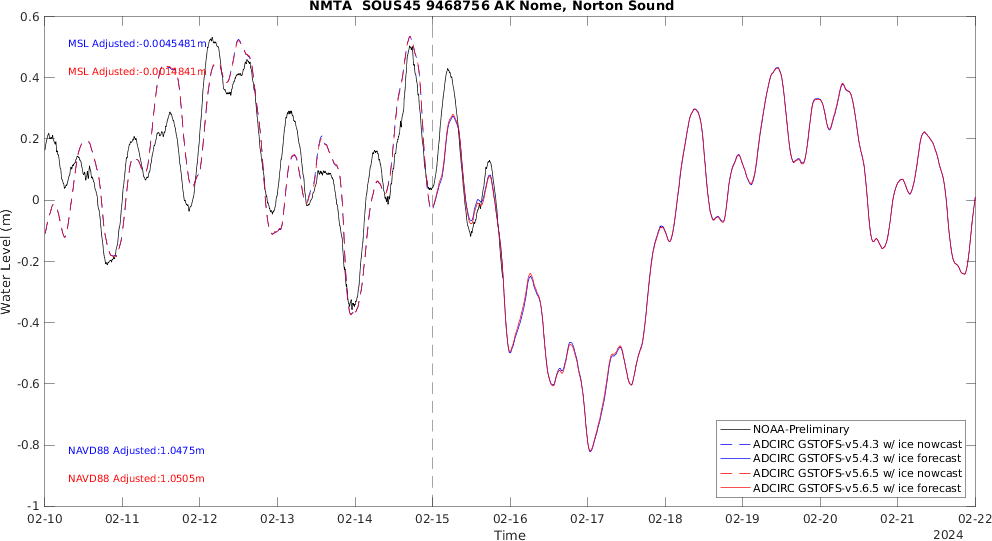 NMTA SOUS45 9468756 AK Nome, Norton Sound
0.6
MSL Adjusted:-0.0045481m
MSL Adjusted:-0.0014841m
0.4
0.2
0
-0.2
-0.4
-0.6
-0.8
-1
Water Level (m)
NAVD88 Adjusted:1.0475m
NAVD88 Adjusted:1.0505m
NOAA-Preliminary
ADCIRC GSTOFS-v5.4.3 w/ ice nowcast
ADCIRC GSTOFS-v5.4.3 w/ ice forecast
ADCIRC GSTOFS-v5.6.5 w/ ice nowcast
ADCIRC GSTOFS-v5.6.5 w/ ice forecast
02-10 02-11 02-12 02-13 02-14 02-15 02-16 02-17 02-18 02-19 02-20 02-21 02-22
Time
2024